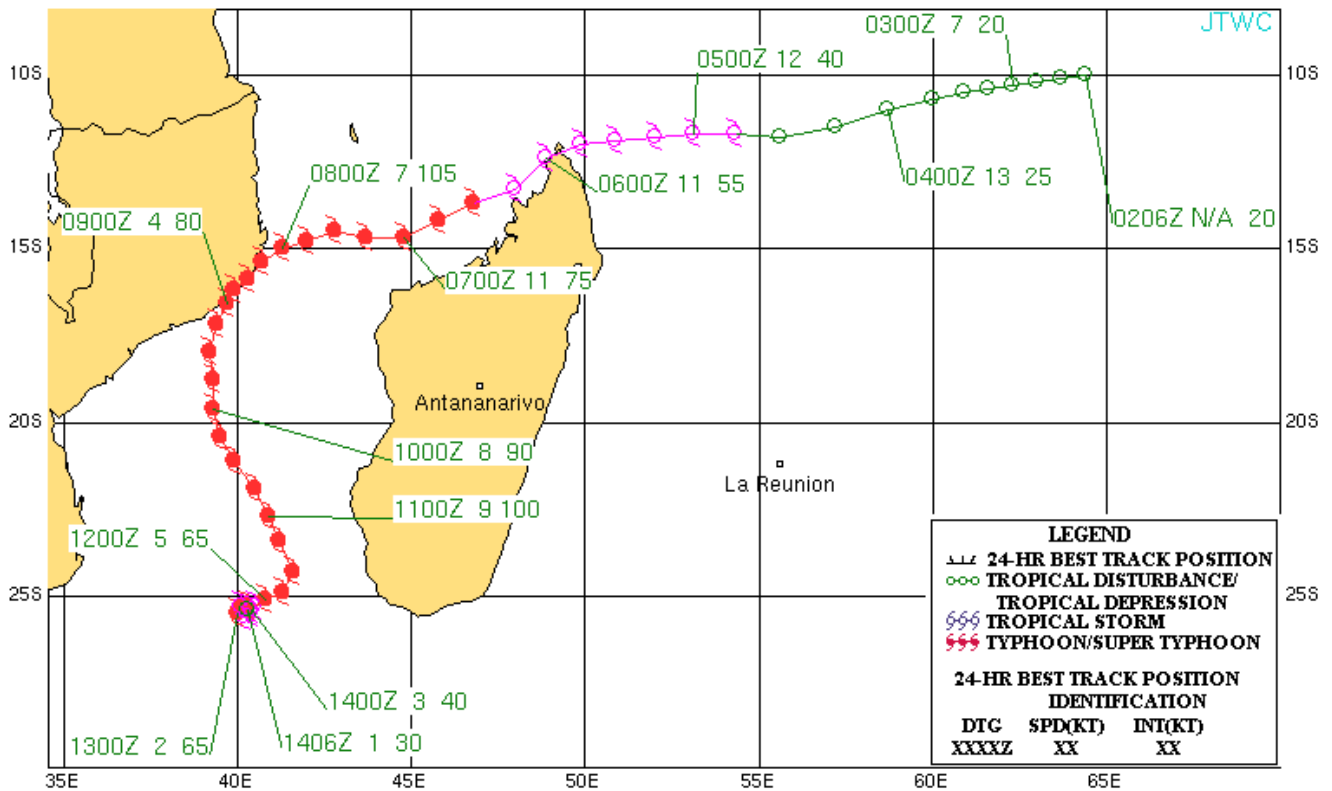 JTWC
0300Z 7 20
0500Z 12 40
10S
10S
0800Z 7 105
0600Z 11 55
0400Z 13 25
0900Z 4 80
0206Z N/A 20
15S
15S
0700Z 11 75
Antananarivo
20S
20S
1000Z 8 90
La Reunion
1100Z 9 100
1200Z 5 65
25S
25S
1400Z 3 40
1300Z 2 65
1406Z 1 30
LEGEND
24-HR BEST TRACK POSITION
TROPICAL DISTURBANCE/
TROPICAL DEPRESSION
TROPICAL STORM
TYPHOON/SUPER TYPHOON
24-HR BEST TRACK POSITION
IDENTIFICATION
DTG SPD(KT) INT(KT)
XXXXZ XX XX
35E 40E 45E 50E 55E 60E 65E